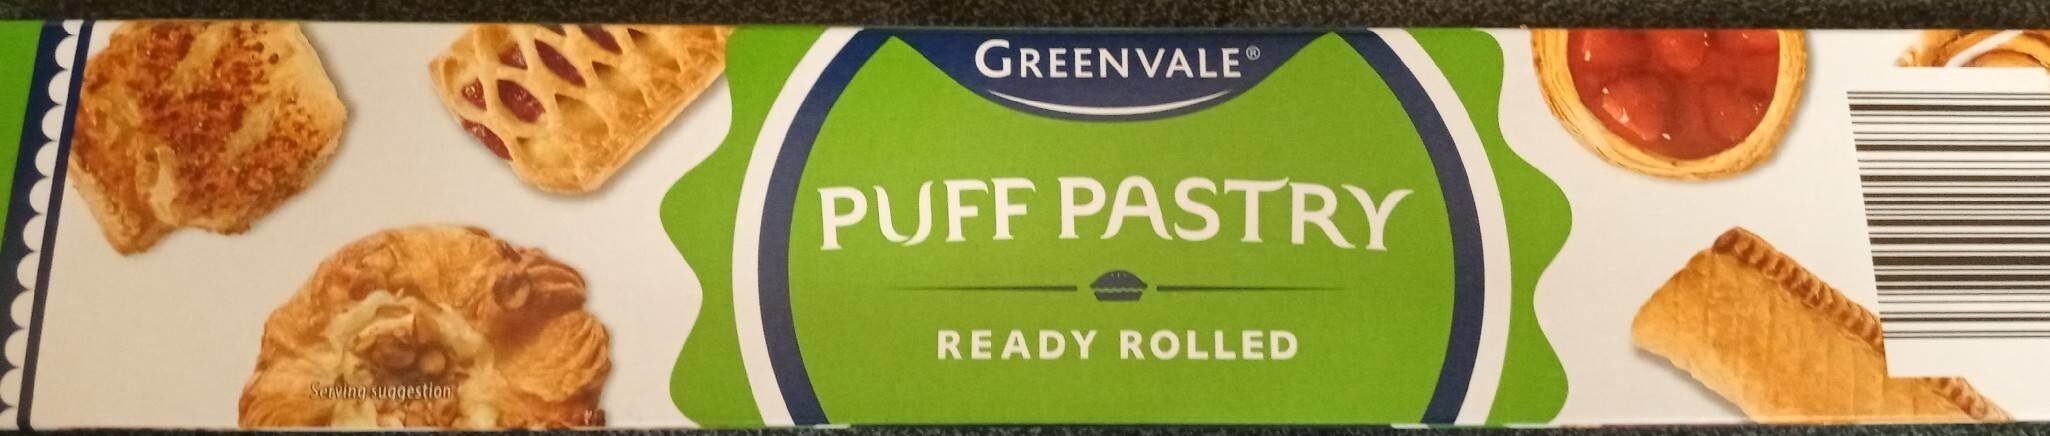 GREENVALE®
PUFF PASTRY
READY ROLLED
Serving suggestion